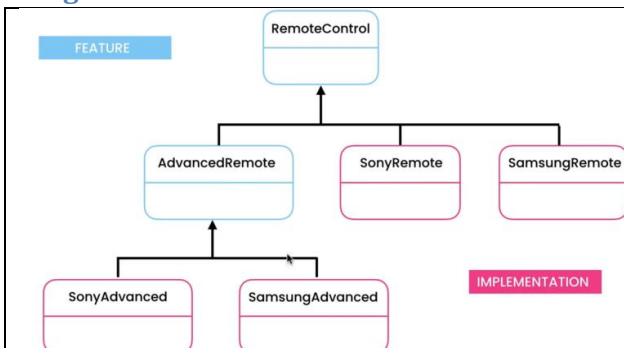 RemoteControl
FEATURE
AdvancedRemote
SonyRemote
SamsungRemote
IMPLEMENTATION
SonyAdvanced
SamsungAdvanced